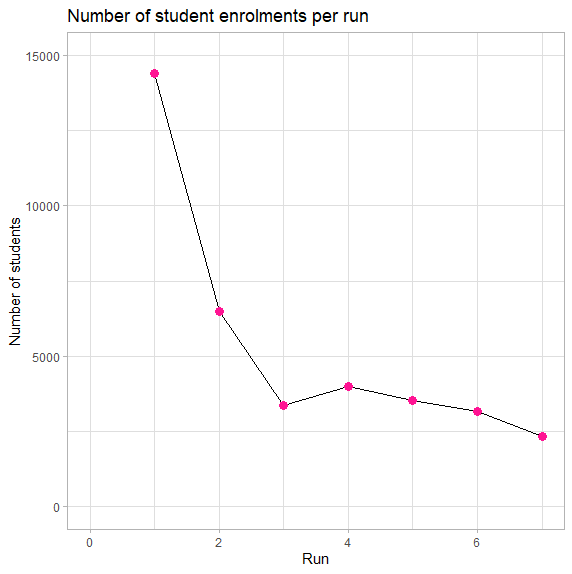 Number of student enrolments per run
Number of students
15000
10000
5000
0
0 2 4 6
Run